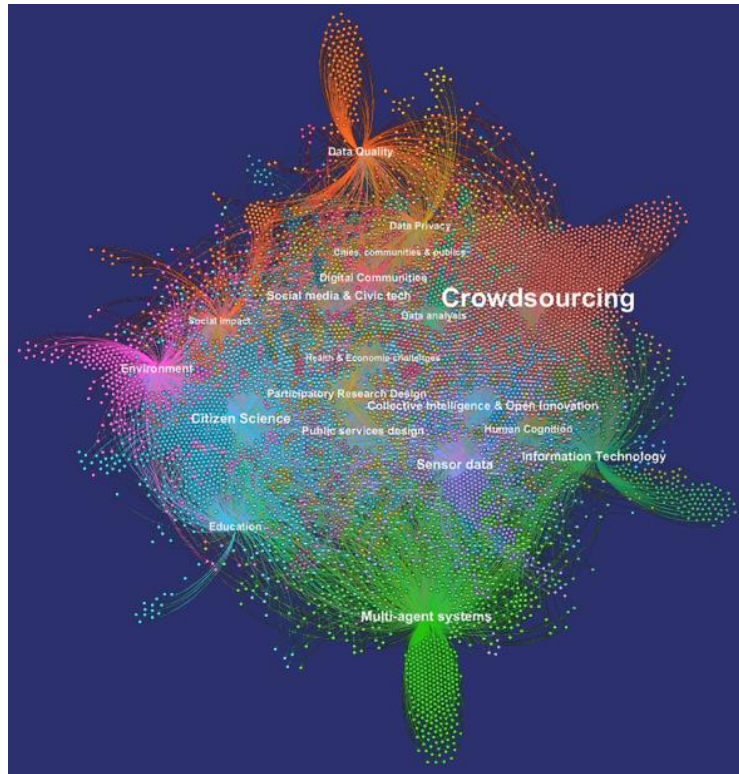 Data Quality
Data Privacy
Cities, communities & publics
Digital Communities
Social media & Civic tech
Crowdsourcing
Data analysis
Social impact
Health & Economic challenges
Environment
Participatory Research Design
Collective Intelligence & Open Innovation
Citizen Science
Public services design
Human Cognition
Information Technology
Sensor data
Education
Multi-agent systems